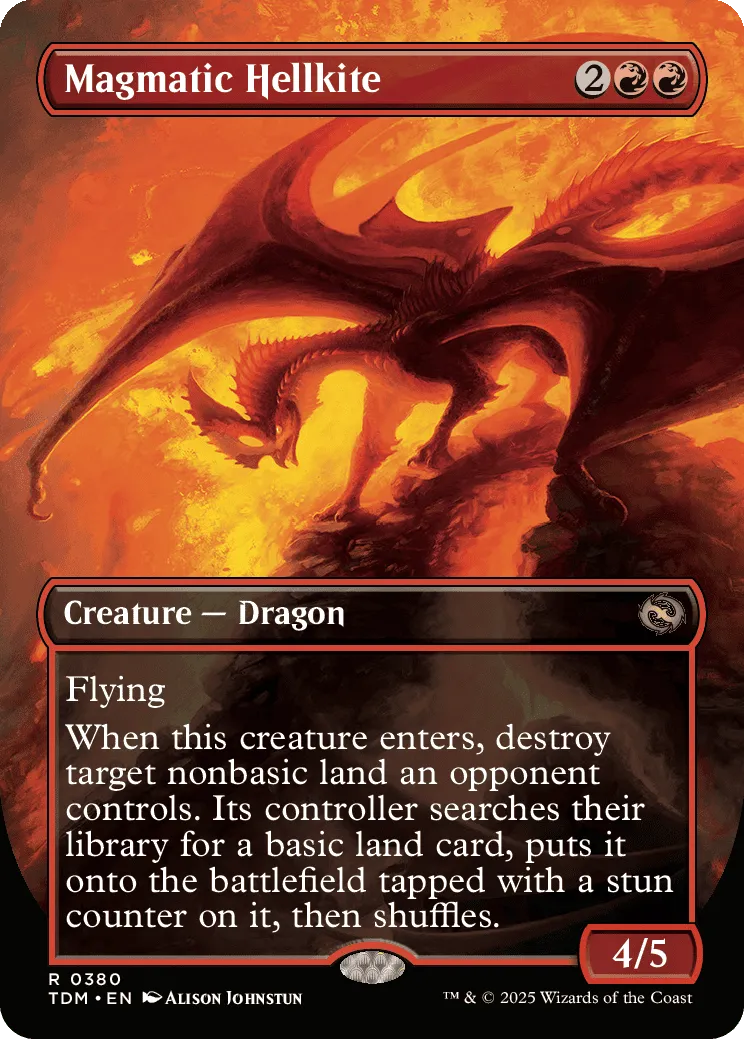 Magmatic Hellkite 2
Creature — Dragon
Flying
When this creature enters, destroy
target nonbasic land an opponent
controls. Its controller searches their
library for a basic land card, puts it
onto the battlefield tapped with a stun
counter on it, then shuffles.
4/5
R 0380
TDM • EN Alison Johnstun
™ & © 2025 Wizards of the Coast